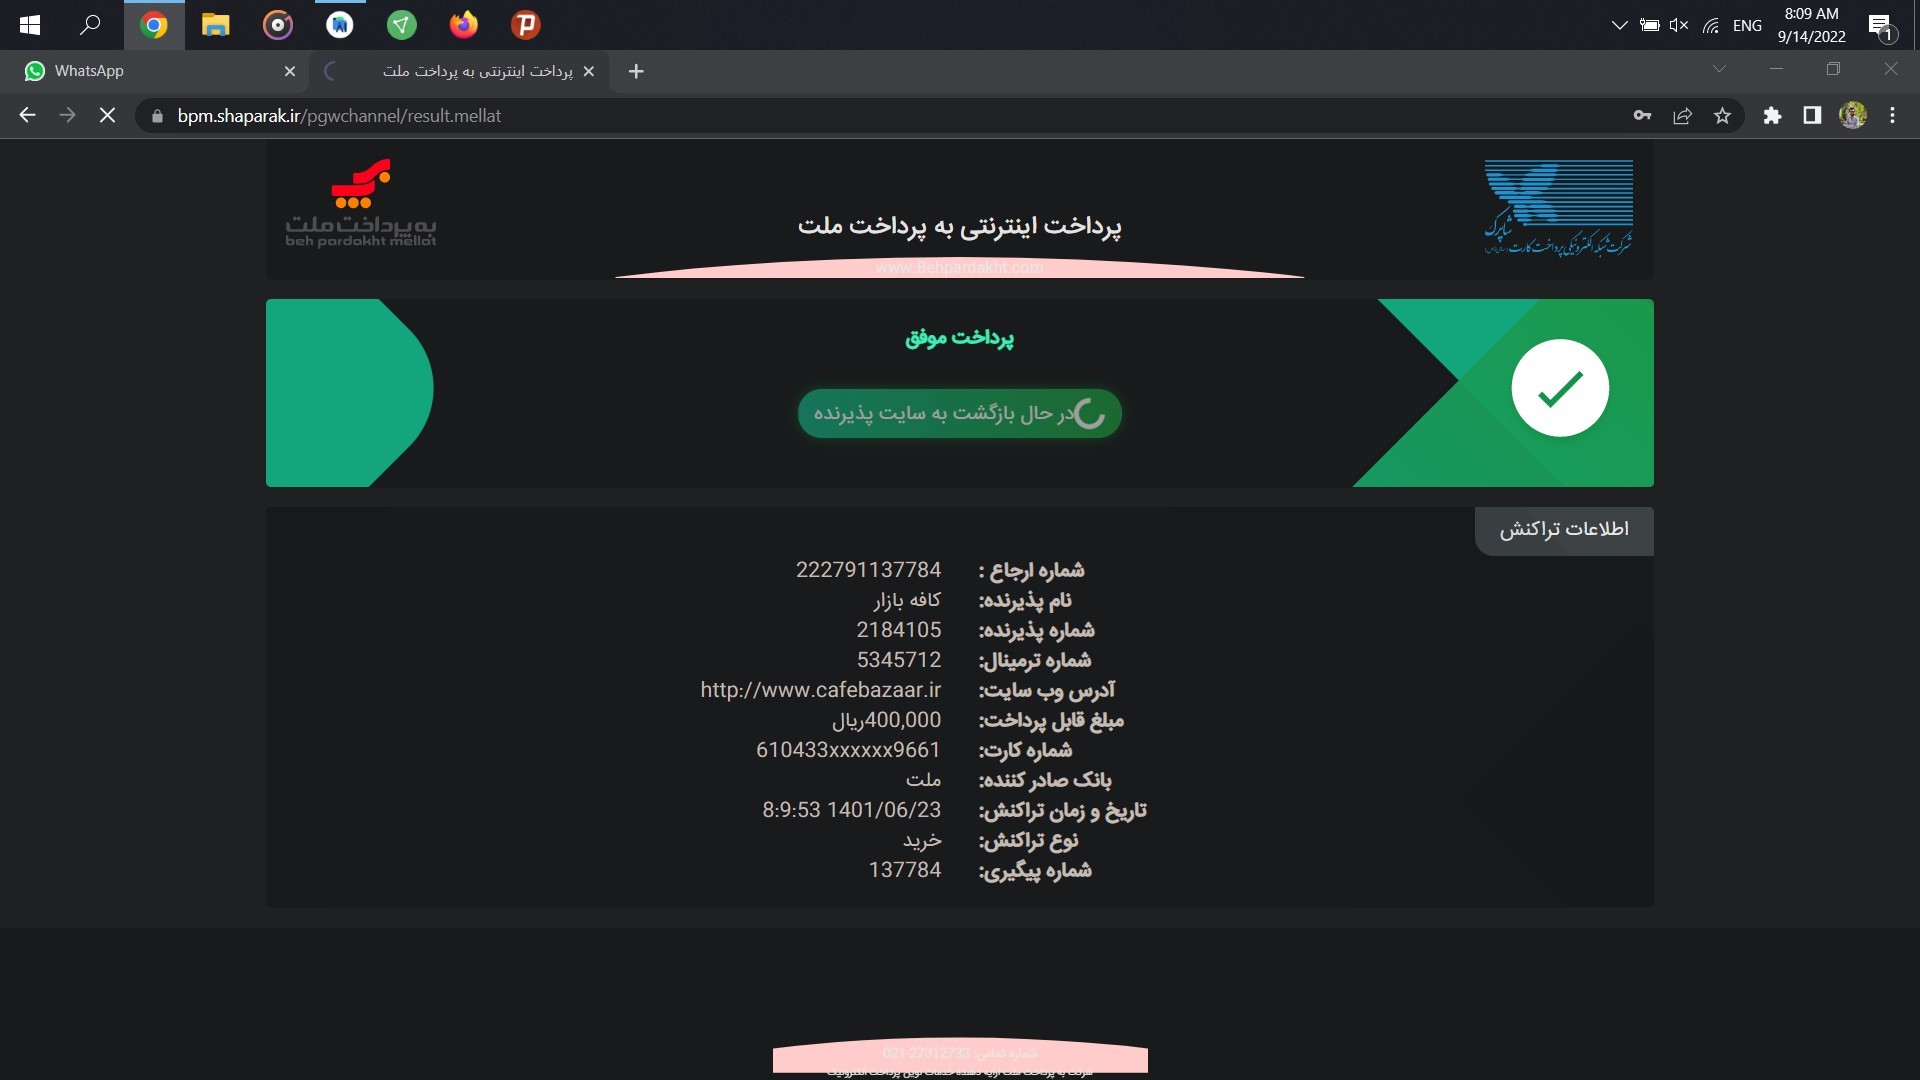 8:09 AM
ENG
9/14/2022
1
WhatsApp
پرداخت اینترنتی به پرداخت ملت
bpm.shaparak.ir/pgwchannel/result.mellat
به پرداخت ملت
beh pardakht mellat
پرداخت اینترنتی به پرداخت ملت
www.Behpardakht.com
شاپرک
شرکت شبکه الکترونیکی پرداخت کارت
پرداخت موفق
در حال بازگشت به سایت پذیرنده
اطلاعات تراکنش
شماره ارجاع : 222791137784
نام پذیرنده: کافه بازار
شماره پذیرنده: 2184105
شماره ترمینال: 5345712
آدرس وب سایت: http://www.cafebazaar.ir
مبلغ قابل پرداخت: 400,000ریال
شماره کارت: 610433xxxxxx9661
بانک صادر کننده: ملت
تاریخ و زمان تراکنش: 1401/06/23 8:9:53
نوع تراکنش: خرید
شماره پیگیری: 137784
شماره تماس: 27312733-021
شرکت به پرداخت ملت ارایه دهنده خدمات نوین پرداخت الکترونیک